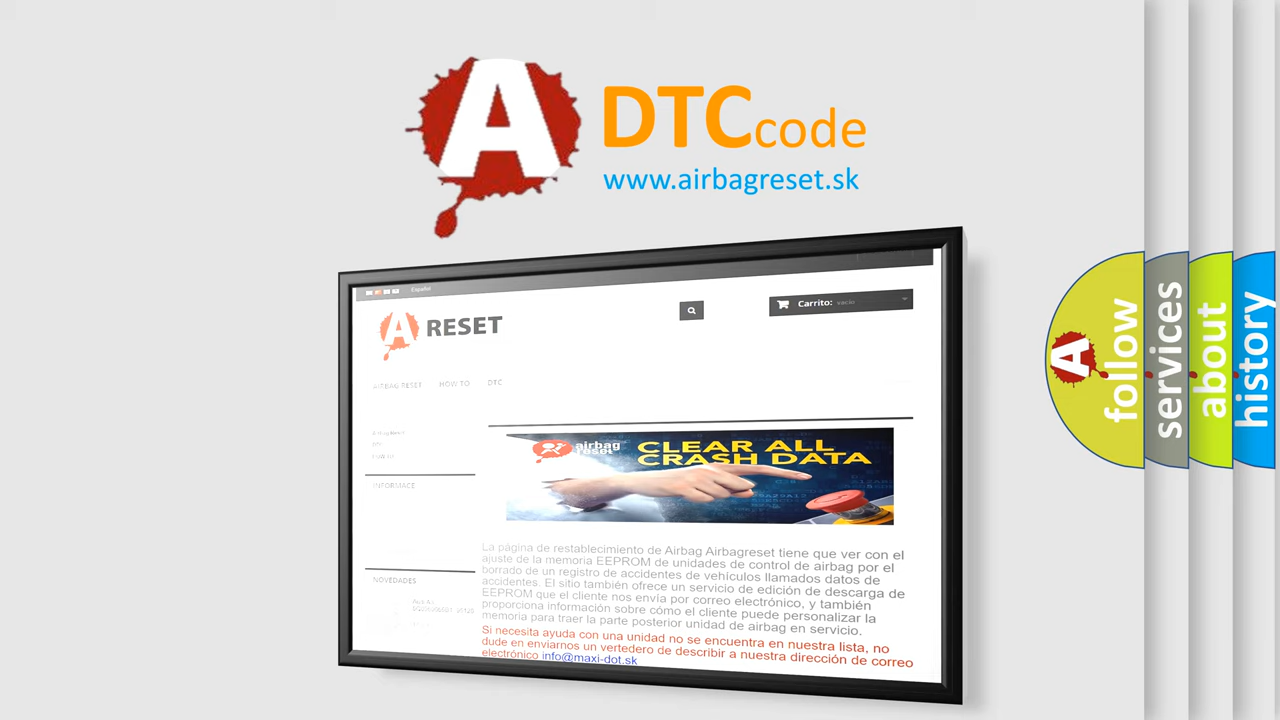 A DTCcode
www.airbagreset.sk
Español
A RESET
Carrito: vacío
AIRBAG RESET HOW TO DTC
INFORMACE
NOVEDADES
airbag
reset
CLEAR ALL
CRASH DATA
La página de restablecimiento de Airbag Airbagreset tiene que ver con el
ajuste de la memoria EEPROM de unidades de control de airbag por el
borrado de un registro de accidentes de vehículos llamados datos de
accidentes. El sitio también ofrece un servicio de edición de descarga de
EEPROM que el cliente nos envía por correo electrónico, y también
proporciona información sobre cómo el cliente puede personalizar la
memoria para traer la parte posterior unidad de airbag en servicio.
Si necesita ayuda con una unidad no se encuentra en nuestra lista, no
dude en enviarnos un vertedero de describir a nuestra dirección de correo
electrónico info@maxi-dot.sk
A
follow
services
about
history